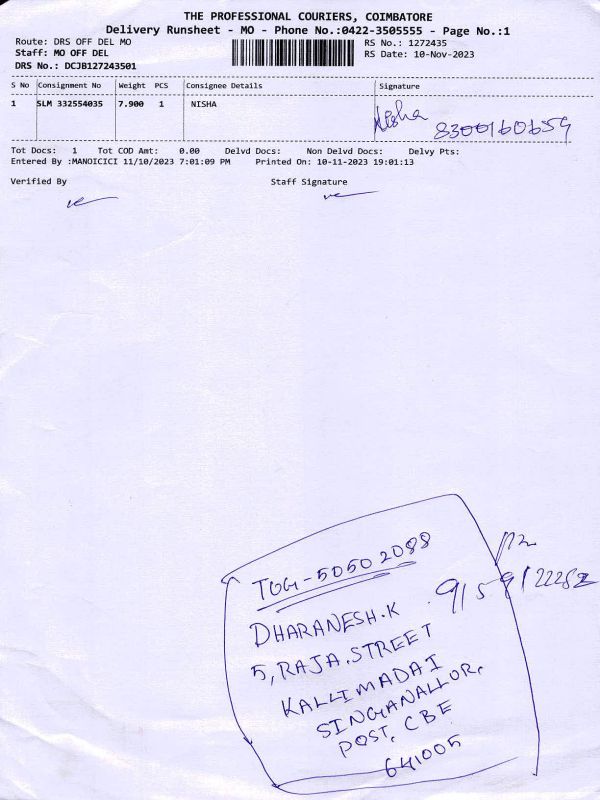 THE PROFESSIONAL COURIERS, COIMBATORE
Delivery Runsheet - MO - Phone No.:0422-3505555 - Page No.:1
Route: DRS OFF DEL MO RS No.: 1272435
Staff: MO OFF DEL RS Date: 10-Nov-2023
DRS No.: DCJB127243501
S No Consignment No Weight PCS Consignee Details Signature
1 SLM 332554035 7.900 1 NISHA Nisha
8300160659
Tot Docs: 1 Tot COD Amt: 0.00 Delvd Docs: Non Delvd Docs: Delvy Pts:
Entered By :MANOICICI 11/10/2023 7:01:09 PM Printed On: 10-11-2023 19:01:13
Verified By Staff Signature
TGG-50502088
DHARANESH.K
5, RAJA.STREET
KALLIMADAI
SINGANALLOR,
POST, CBE
641005